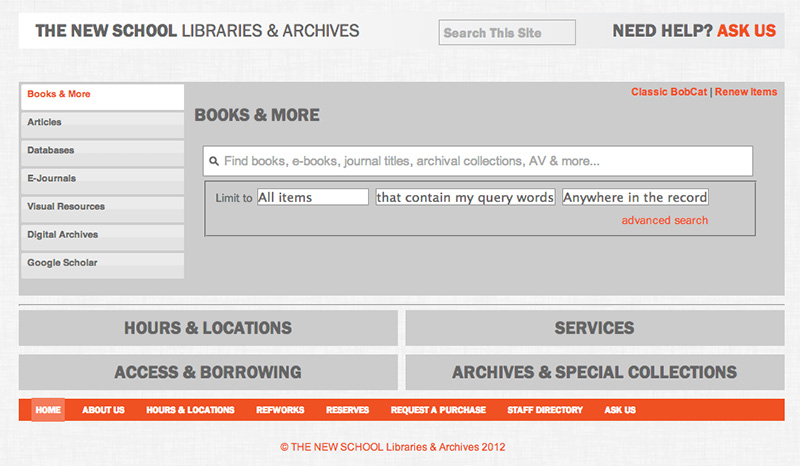 THE NEW SCHOOL LIBRARIES & ARCHIVES
Search This Site
NEED HELP? ASK US
Books & More
Articles
Databases
E-Journals
Visual Resources
Digital Archives
Google Scholar
Classic BobCat | Renew Items
BOOKS & MORE
Find books, e-books, journal titles, archival collections, AV & more...
Limit to All items that contain my query words Anywhere in the record
advanced search
HOURS & LOCATIONS
SERVICES
ACCESS & BORROWING
ARCHIVES & SPECIAL COLLECTIONS
HOME ABOUT US HOURS & LOCATIONS REFWORKS RESERVES REQUEST A PURCHASE STAFF DIRECTORY ASK US
© THE NEW SCHOOL Libraries & Archives 2012